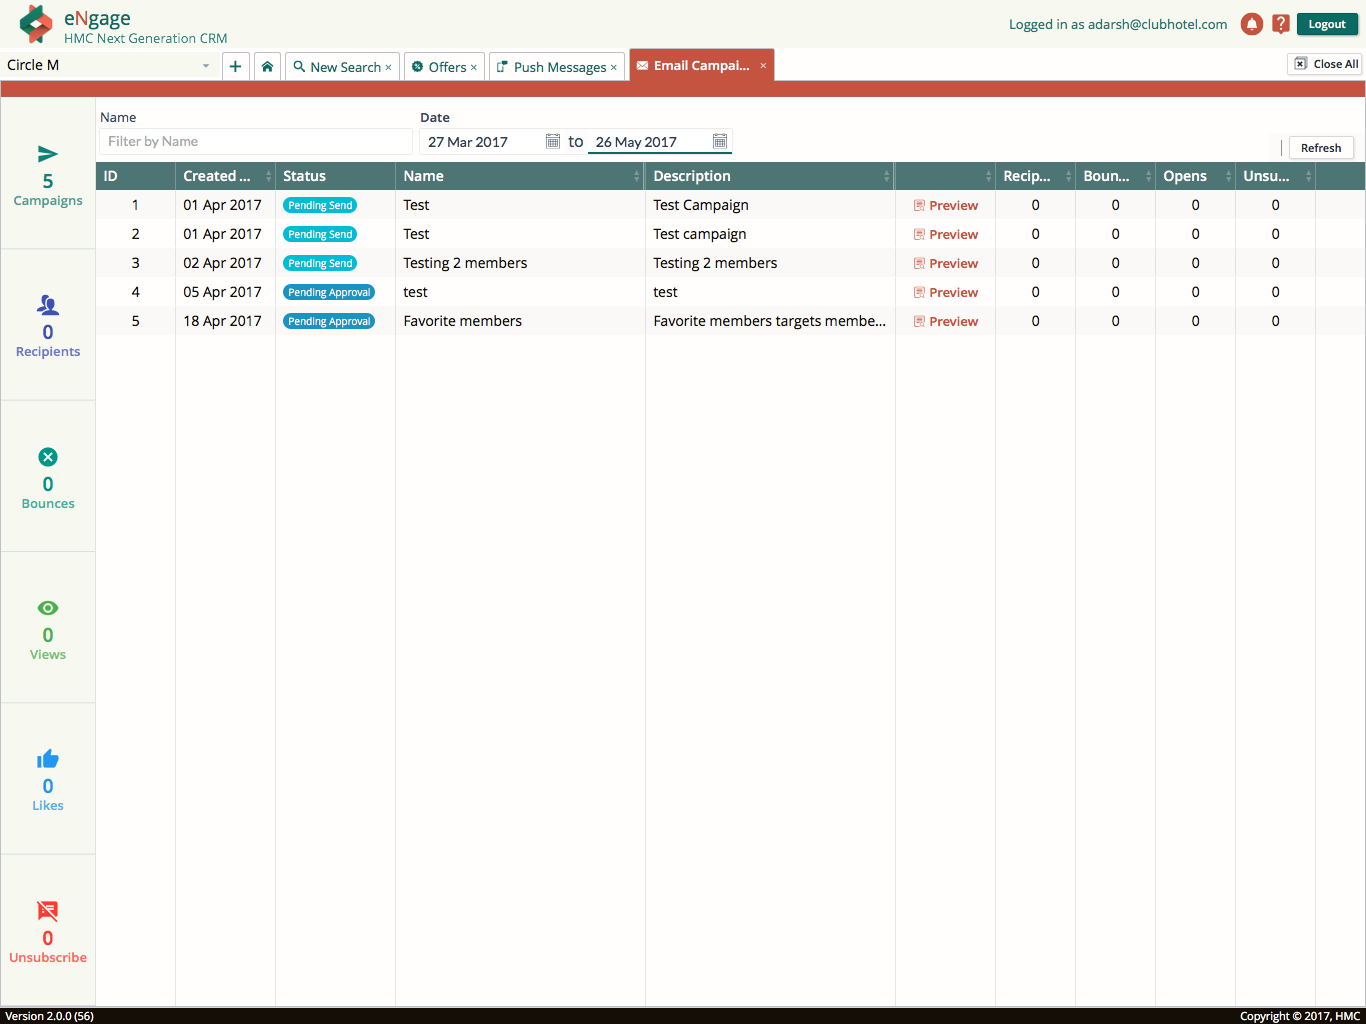 eNgage
HMC Next Generation CRM
Logged in as adarsh@clubhotel.com
?
Logout
Circle M
New Search ×
Offers ×
Push Messages ×
Email Campai... ×
Close All
Name
Date
Filter by Name
27 Mar 2017 to 26 May 2017
Refresh
ID Created ... Status Name Description Recip... Boun... Opens Unsu...
1 01 Apr 2017 Pending Send Test Test Campaign Preview 0 0 0 0
2 01 Apr 2017 Pending Send Test Test campaign Preview 0 0 0 0
3 02 Apr 2017 Pending Send Testing 2 members Testing 2 members Preview 0 0 0 0
4 05 Apr 2017 Pending Approval test test Preview 0 0 0 0
5 18 Apr 2017 Pending Approval Favorite members Favorite members targets membe... Preview 0 0 0 0
5
Campaigns
0
Recipients
0
Bounces
0
Views
0
Likes
0
Unsubscribe
Version 2.0.0 (56)
Copyright © 2017, HMC